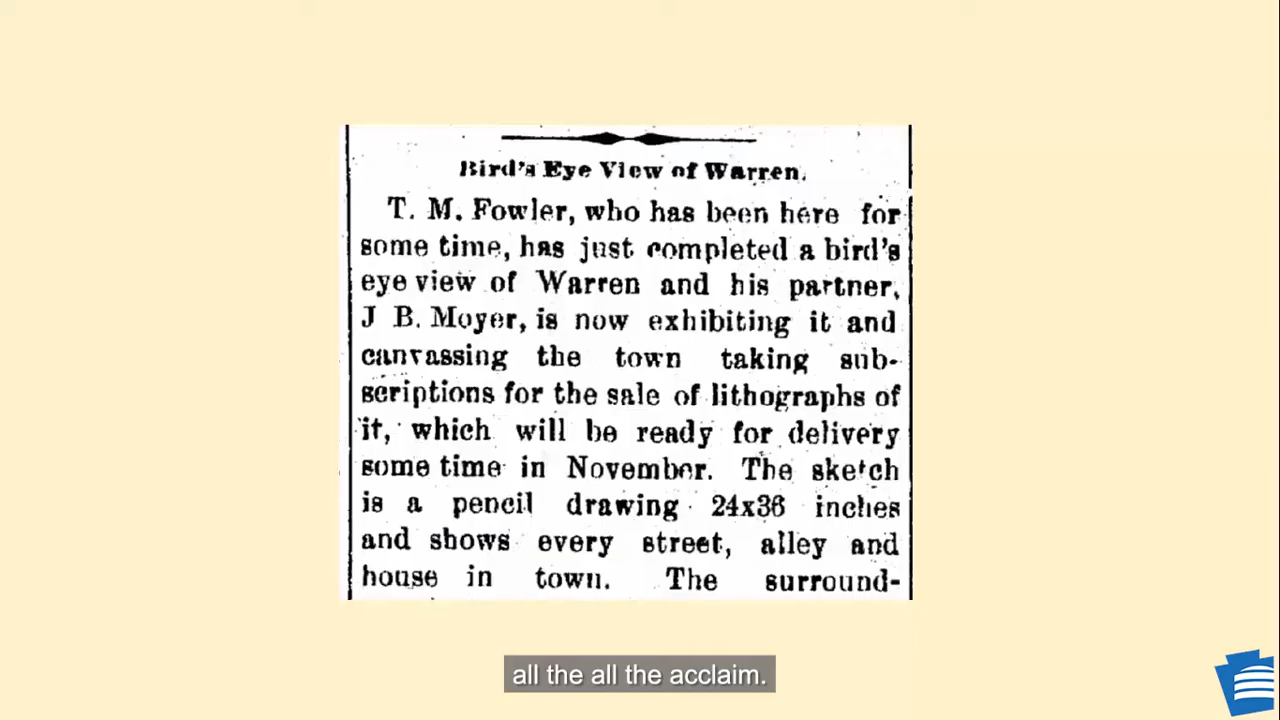 Bird's Eye View of Warren.
T. M. Fowler, who has been here for
some time, has just completed a bird's
eye view of Warren and his partner,
J B. Moyer, is now exhibiting it and
canvassing the town taking sub-
scriptions for the sale of lithographs of
it, which will be ready for delivery
some time in November. The sketch
is a pencil drawing 24x36 inches
and shows every street, alley and
house in town. The surround-
all the all the acclaim.